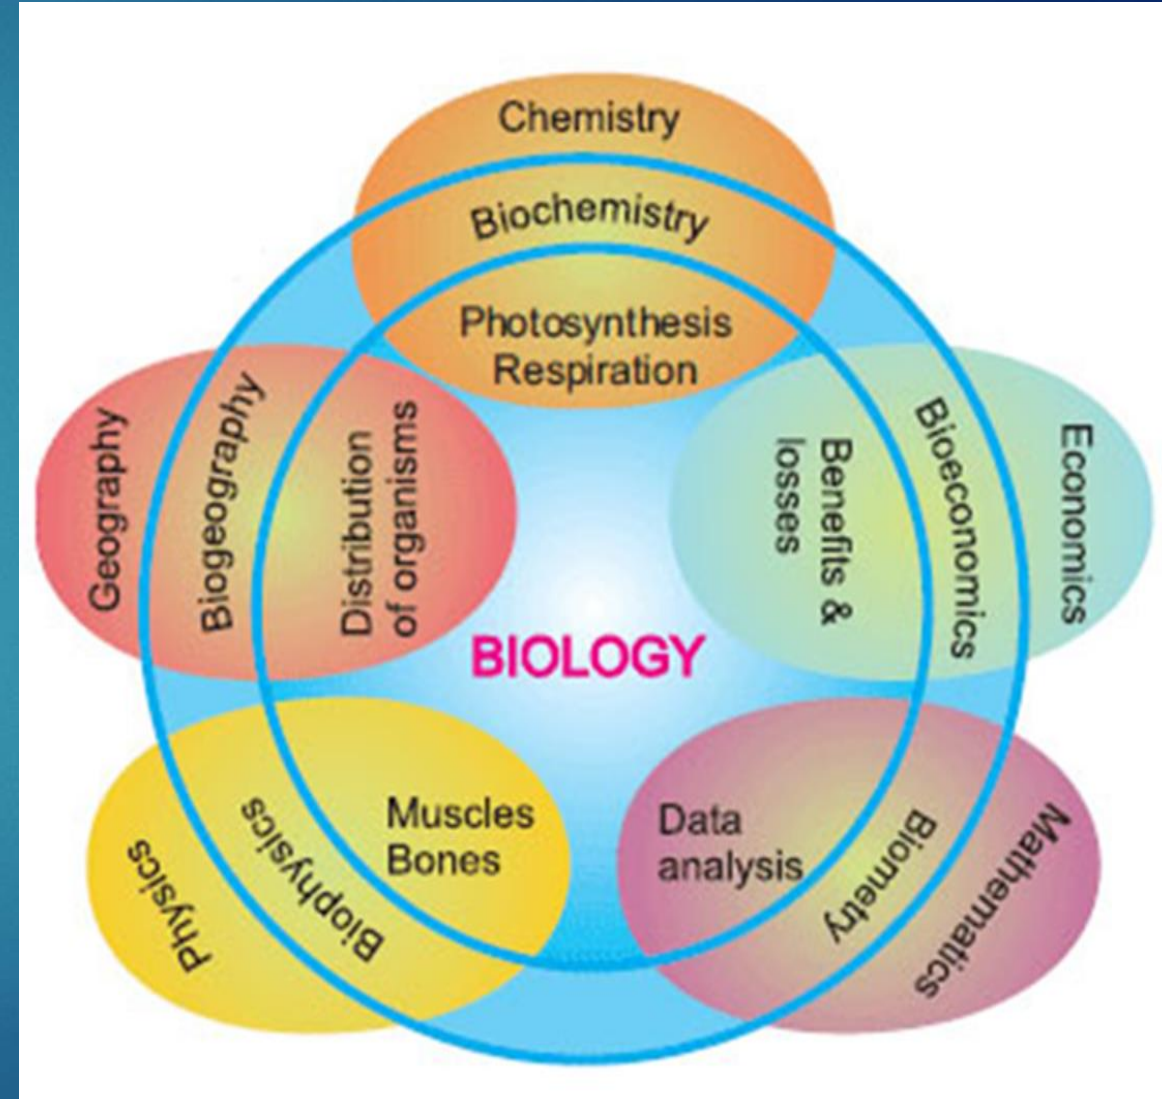 Chemistry
Biochemistry
Photosynthesis
Respiration
Geography
Biogeography
Distribution
of organisms
BIOLOGY
Benefits &
losses
Bioeconomics
Economics
Physics
Biophysics
Muscles
Bones
Data
analysis
Biometry
Mathematics